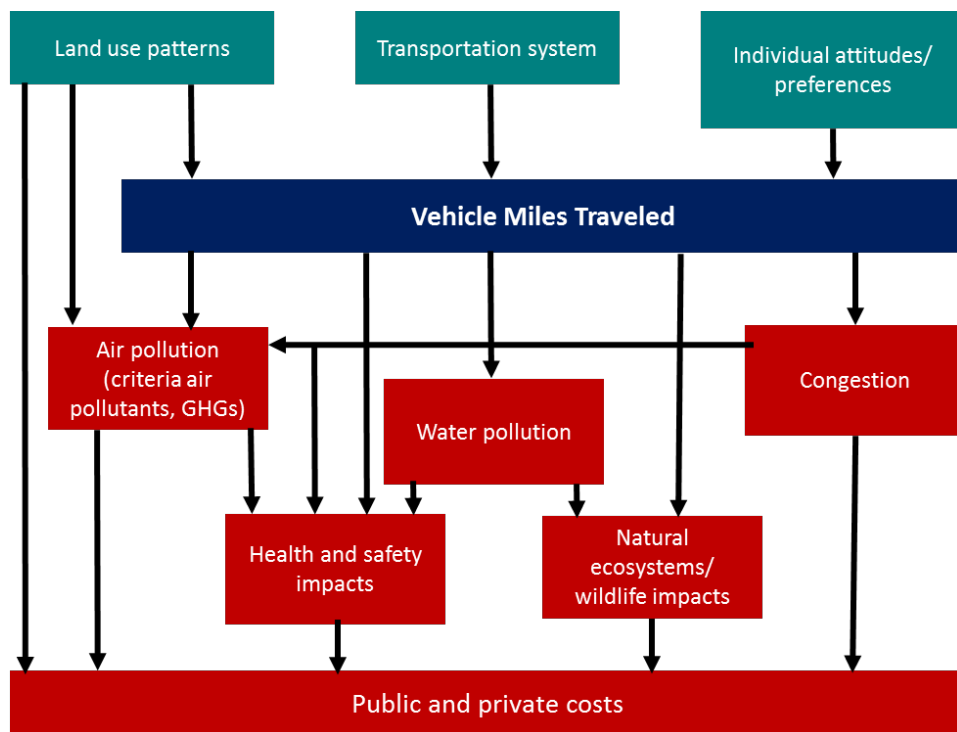 Land use patterns
Transportation system
Individual attitudes/
preferences
Vehicle Miles Traveled
Air pollution
(criteria air
pollutants, GHGs)
Congestion
Water pollution
Health and safety
impacts
Natural
ecosystems/
wildlife impacts
Public and private costs